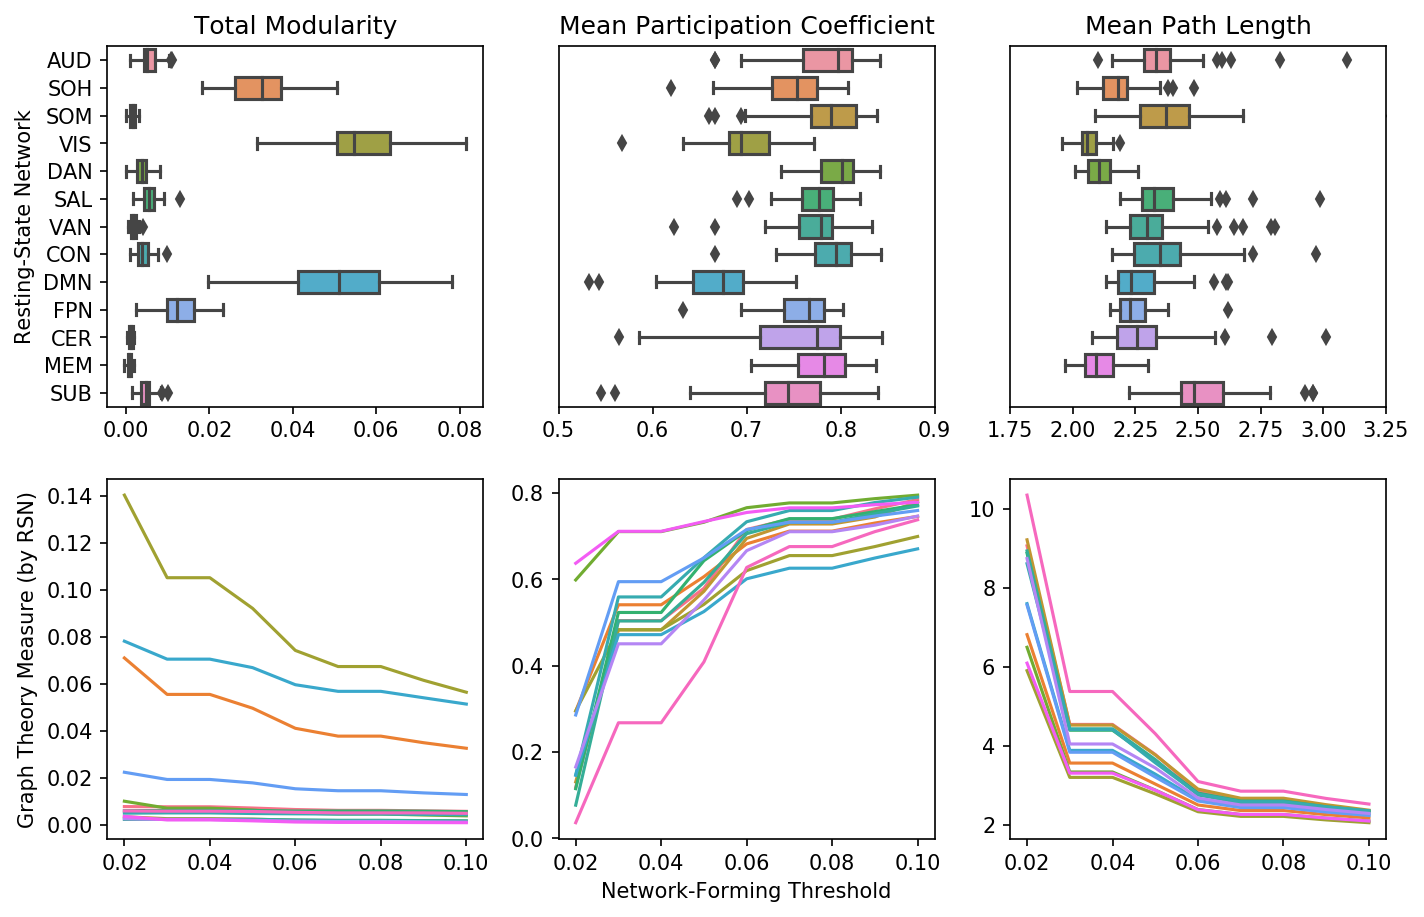 Total Modularity
Mean Participation Coefficient
Mean Path Length
Resting-State Network
AUD
SOH
SOM
VIS
DAN
SAL
VAN
CON
DMN
FPN
CER
MEM
SUB
0.00 0.02 0.04 0.06 0.08
0.5 0.6 0.7 0.8 0.9
1.75 2.00 2.25 2.50 2.75 3.00 3.25
Graph Theory Measure (by RSN)
0.14
0.12
0.10
0.08
0.06
0.04
0.02
0.00
0.02 0.04 0.06 0.08 0.10
0.8
0.6
0.4
0.2
0.0
0.02 0.04 0.06 0.08 0.10
Network-Forming Threshold
10
8
6
4
2
0.02 0.04 0.06 0.08 0.10